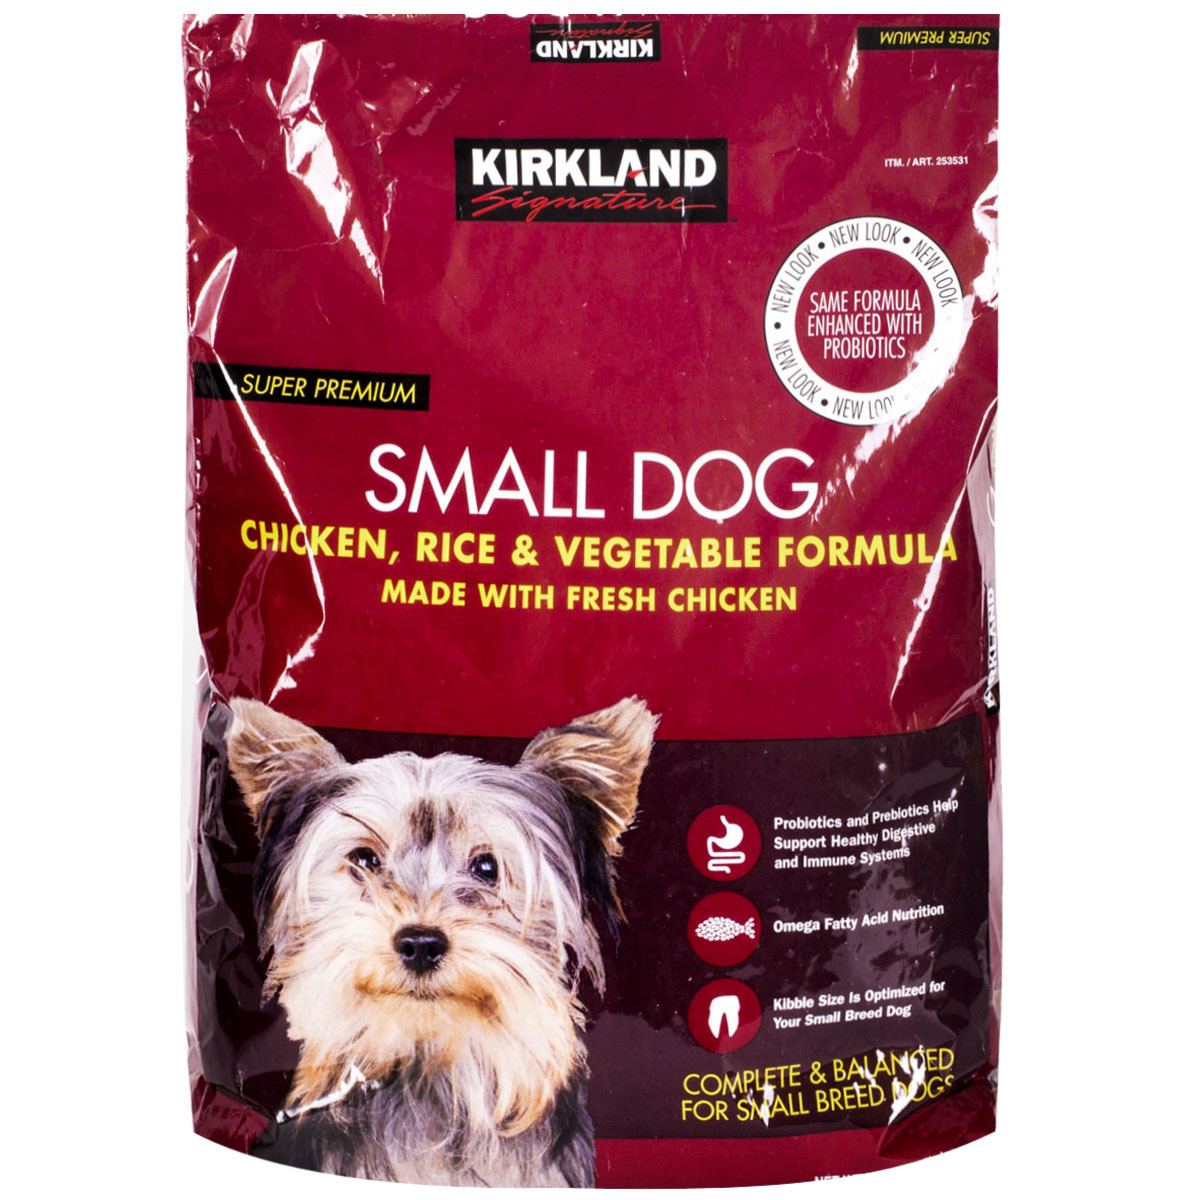 KIRKLAND
Signature
SUPER PREMIUM
KIRKLAND
Signature
™
ITM. / ART. 253531
NEW LOOK • NEW LOOK • NEW LOOK • NEW LOOK • NEW LOOK •
SAME FORMULA
ENHANCED WITH
PROBIOTICS
SUPER PREMIUM
SMALL DOG
CHICKEN, RICE & VEGETABLE FORMULA
MADE WITH FRESH CHICKEN
KIRKLAND
Probiotics and Prebiotics Help
Support Healthy Digestive
and Immune Systems
Omega Fatty Acid Nutrition
Kibble Size Is Optimized for
Your Small Breed Dog
COMPLETE & BALANCED
FOR SMALL BREED DOGS